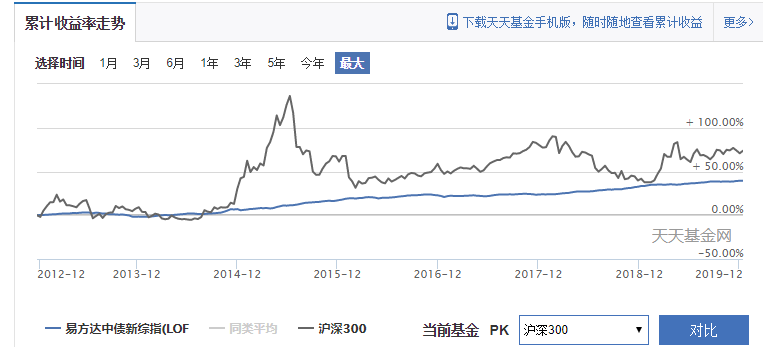 累计收益率走势 下载天天基金手机版，随时随地查看累计收益 更多>
选择时间 1月 3月 6月 1年 3年 5年 今年 最大
+ 100.00%
+ 50.00%
0.00%
天天基金网
-50.00%
2012-12 2013-12 2014-12 2015-12 2016-12 2017-12 2018-12 2019-12
易方达中债新综指(LOF 同类平均 沪深300 当前基金 PK 沪深300 对比